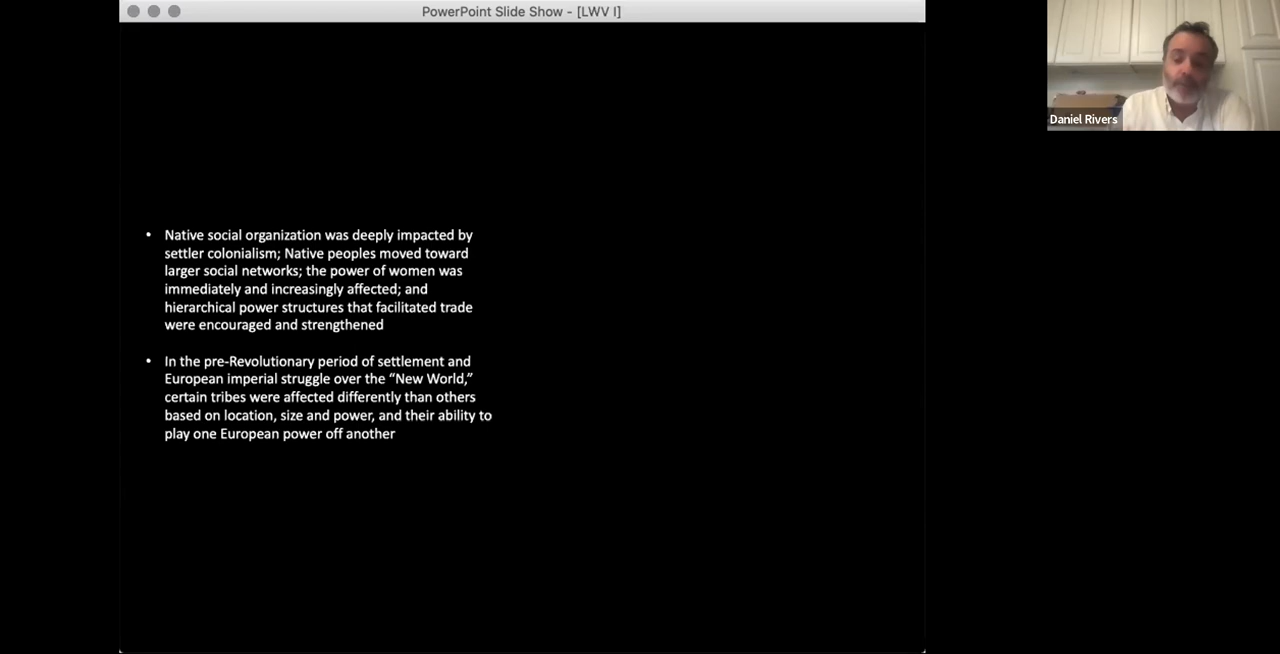 PowerPoint Slide Show - [LWV I]
Daniel Rivers
• Native social organization was deeply impacted by
settler colonialism; Native peoples moved toward
larger social networks; the power of women was
immediately and increasingly affected; and
hierarchical power structures that facilitated trade
were encouraged and strengthened
• In the pre-Revolutionary period of settlement and
European imperial struggle over the “New World,”
certain tribes were affected differently than others
based on location, size and power, and their ability to
play one European power off another